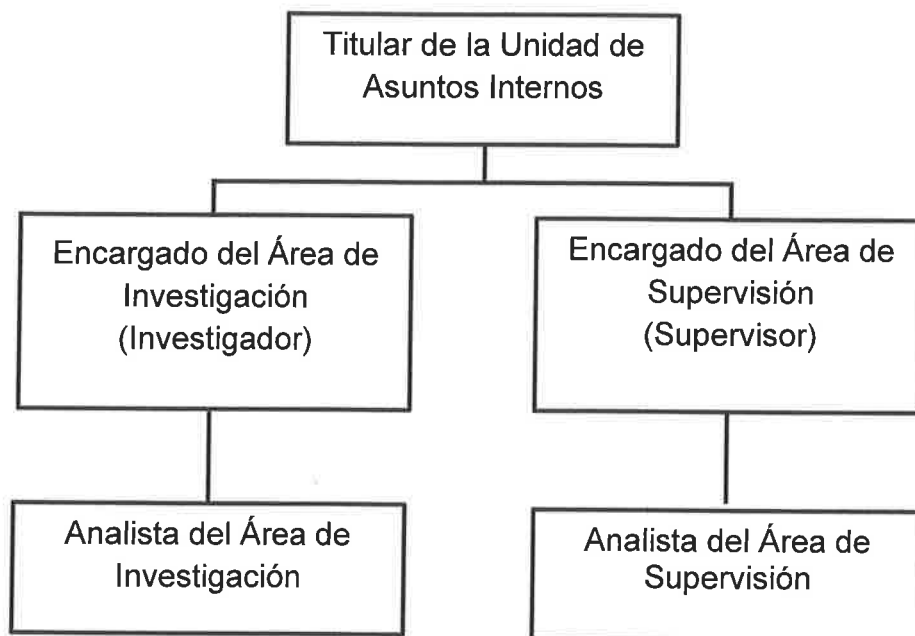 Titular de la Unidad de
Asuntos Internos
Encargado del Área de
Investigación
(Investigador)
Encargado del Área de
Supervisión
(Supervisor)
Analista del Área de
Investigación
Analista del Área de
Supervisión